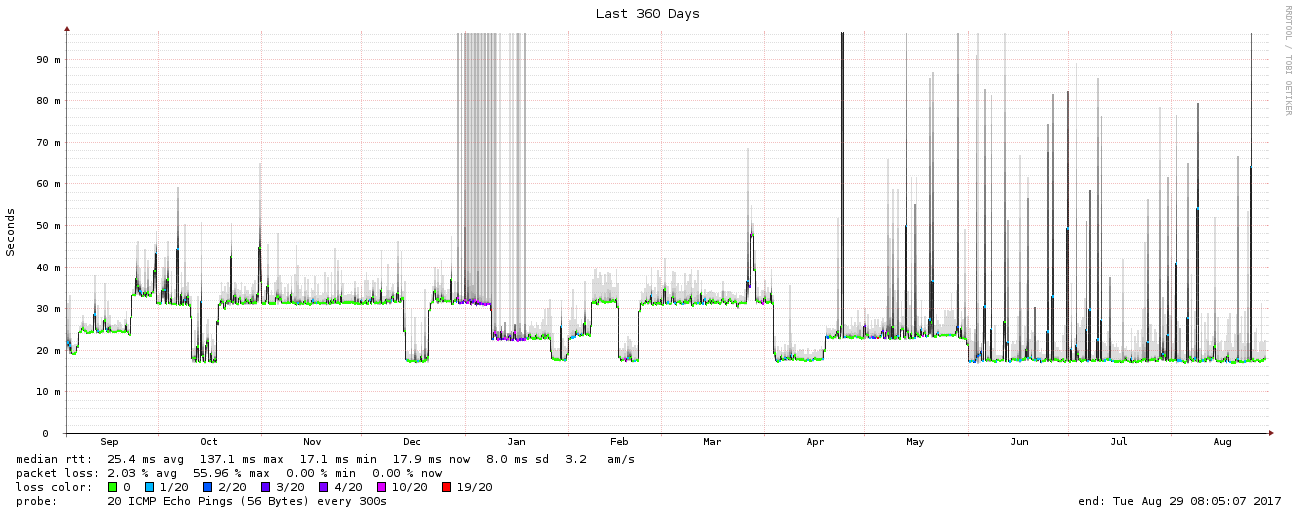 Last 360 Days
RRDTOOL / TOBI OETIKER
Seconds
90 m
80 m
70 m
60 m
50 m
40 m
30 m
20 m
10 m
0
Sep Oct Nov Dec Jan Feb Mar Apr May Jun Jul Aug
median rtt: 25.4 ms avg 137.1 ms max 17.1 ms min 17.9 ms now 8.0 ms sd 3.2 am/s
packet loss: 2.03 % avg 55.96 % max 0.00 % min 0.00 % now
loss color: 0 1/20 2/20 3/20 4/20 10/20 19/20
probe: 20 ICMP Echo Pings (56 Bytes) every 300s end: Tue Aug 29 08:05:07 2017